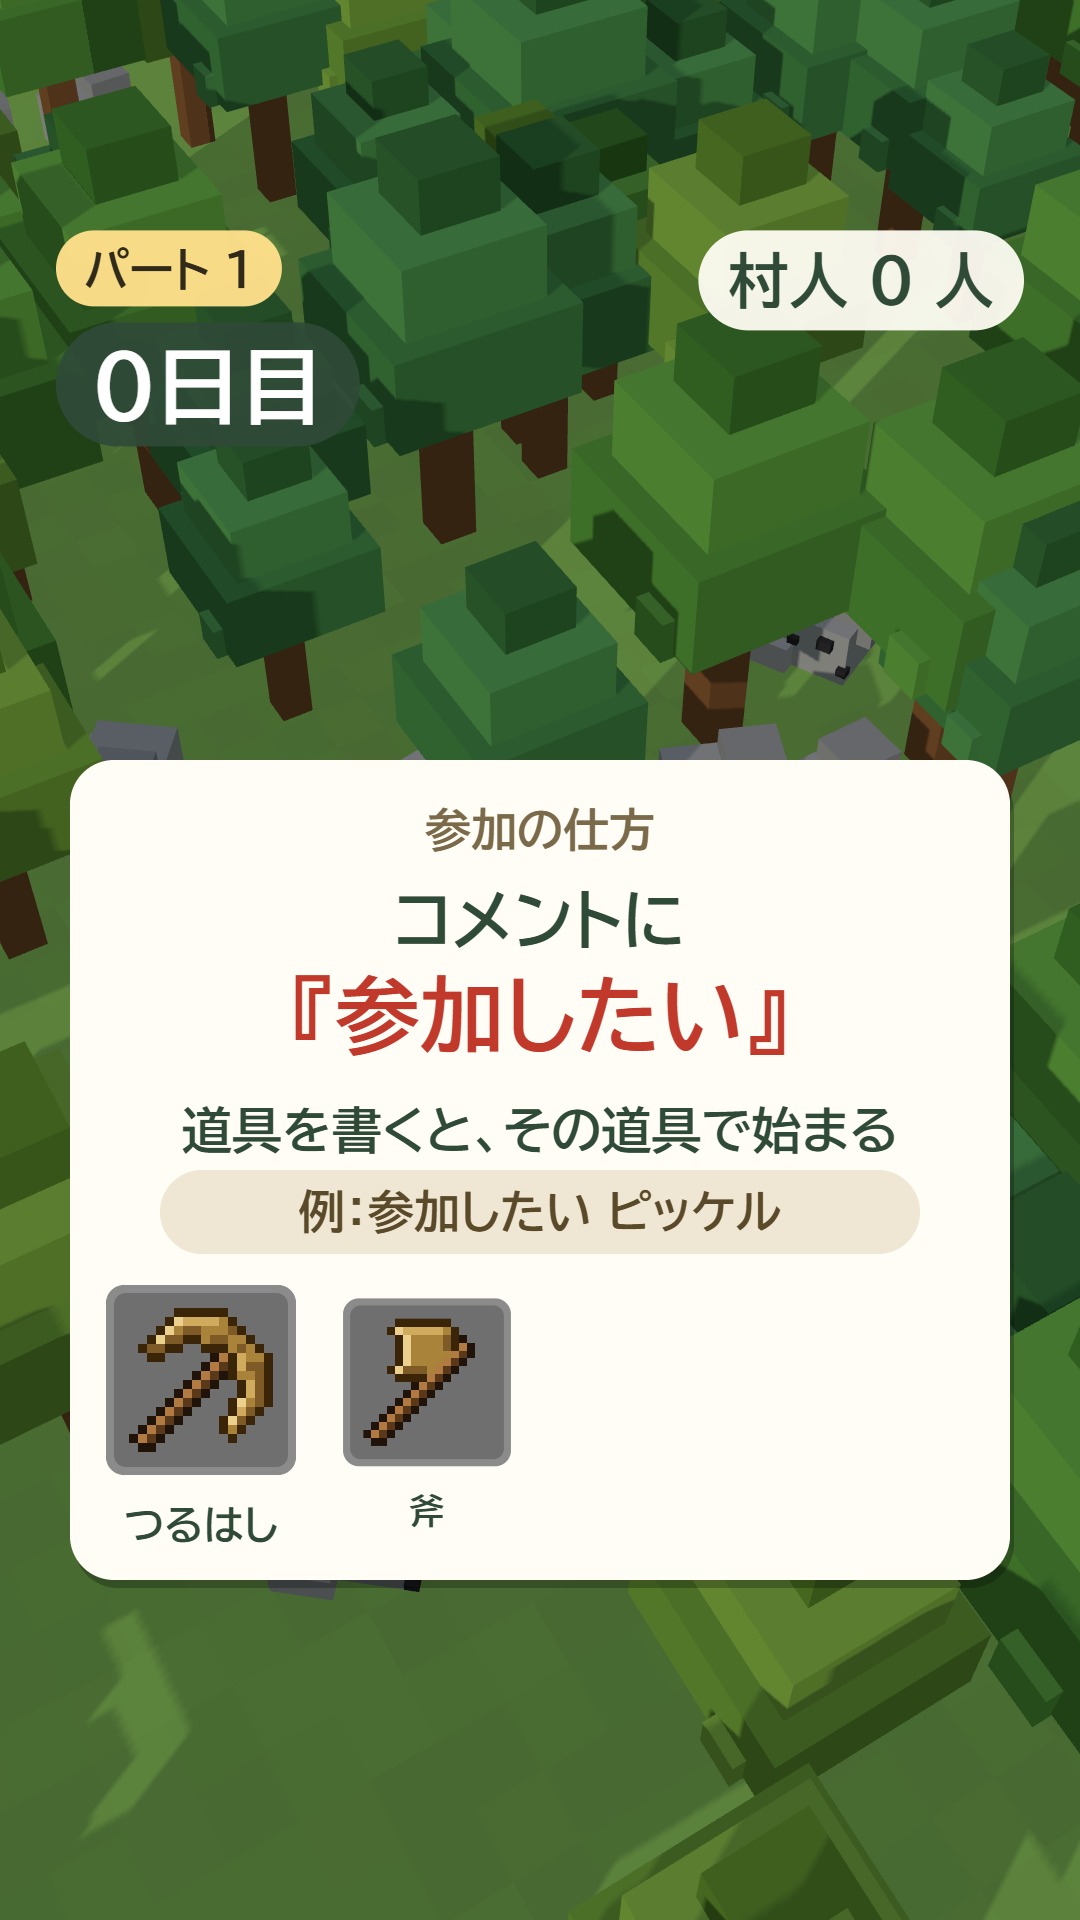 パート 1
村人 0 人
0日目
参加の仕方
コメントに
『参加したい』
道具を書くと、その道具で始まる
例:参加したい ピッケル
つるはし
斧